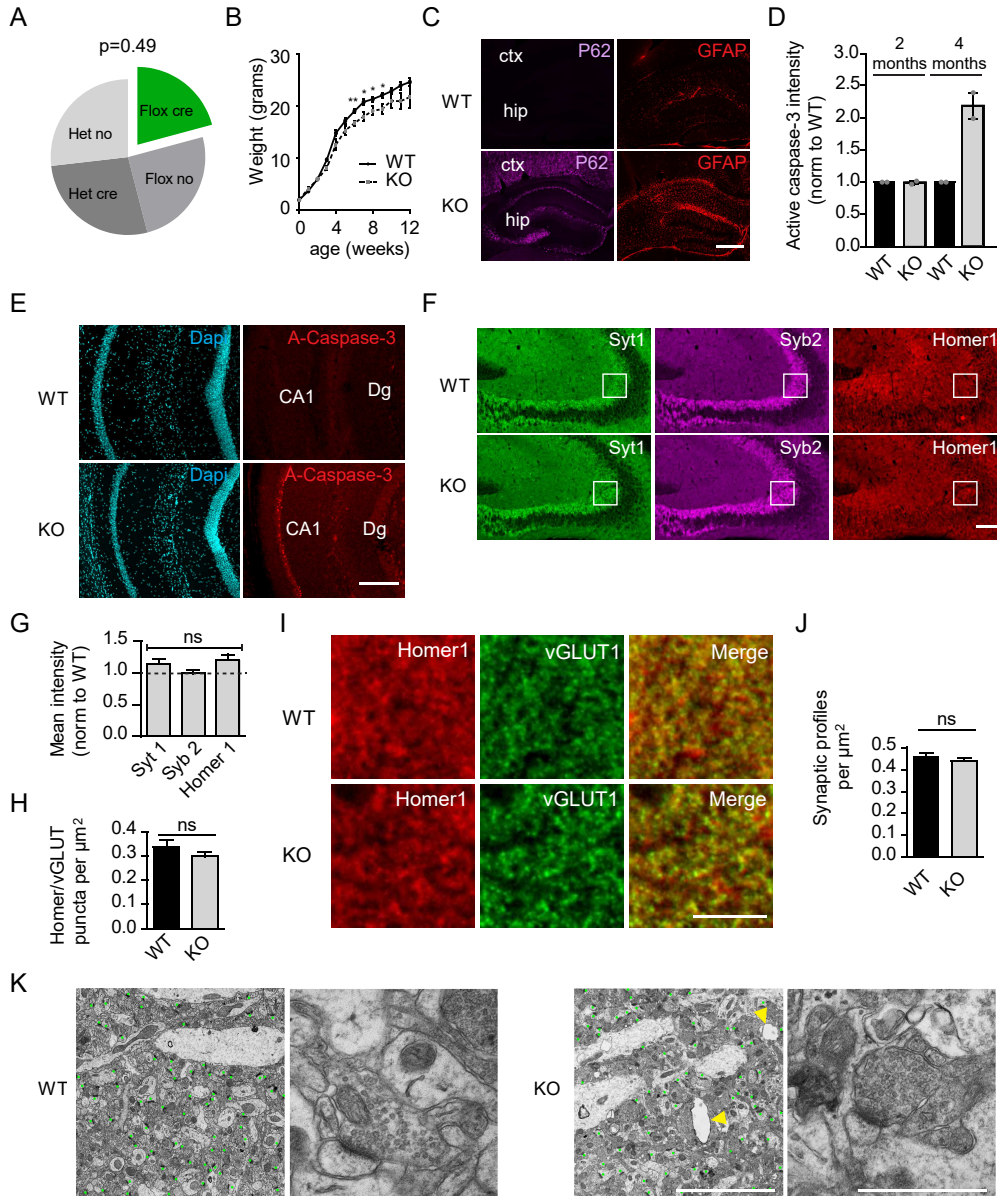 A
p=0.49
Flox cre
Het no
Het cre
Flox no
B
Weight (grams)
30
20
10
0
** * * *
WT
KO
0 4 8 12
age (weeks)
C
ctx
P62
GFAP
WT
hip
ctx
P62
GFAP
KO
hip
D
Active caspase-3 intensity
(norm to WT)
3.0
2.5
2.0
1.5
1.0
0.5
0.0
2 4
months months
WT KO WT KO
E
Dapi
A-Caspase-3
WT
CA1
Dg
Dapi
A-Caspase-3
KO
CA1
Dg
F
Syt1
Syb2
Homer1
WT
Syt1
Syb2
Homer1
KO
G
Mean intensity
(norm to WT)
1.5
1.0
0.5
0.0
ns
Syt 1
Syb 2
Homer 1
H
Homer/vGLUT
puncta per µm²
0.4
0.3
0.2
0.0
ns
WT KO
I
Homer1
vGLUT1
Merge
WT
Homer1
vGLUT1
Merge
KO
J
Synaptic profiles
per µm²
0.5
0.4
0.3
0.2
0.1
0.0
ns
WT KO
K
WT
KO